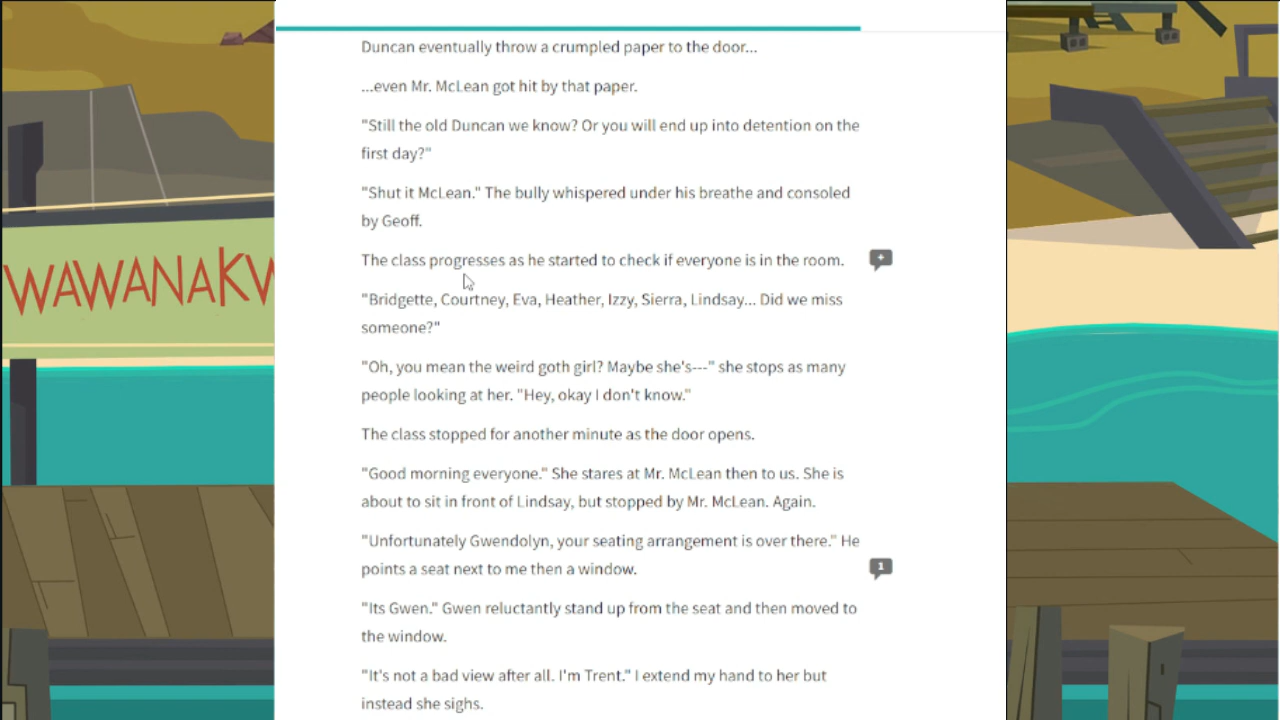 Duncan eventually throw a crumpled paper to the door...
...even Mr. McLean got hit by that paper.
"Still the old Duncan we know? Or you will end up into detention on the
first day?"
"Shut it McLean." The bully whispered under his breathe and consoled
by Geoff.
The class progresses as he started to check if everyone is in the room.
+
"Bridgette, Courtney, Eva, Heather, Izzy, Sierra, Lindsay... Did we miss
someone?"
"Oh, you mean the weird goth girl? Maybe she's---" she stops as many
people looking at her. "Hey, okay I don't know."
The class stopped for another minute as the door opens.
"Good morning everyone." She stares at Mr. McLean then to us. She is
about to sit in front of Lindsay, but stopped by Mr. McLean. Again.
"Unfortunately Gwendolyn, your seating arrangement is over there." He
points a seat next to me then a window.
1
"Its Gwen." Gwen reluctantly stand up from the seat and then moved to
the window.
"It's not a bad view after all. I'm Trent." I extend my hand to her but
instead she sighs.
WAWANAKW